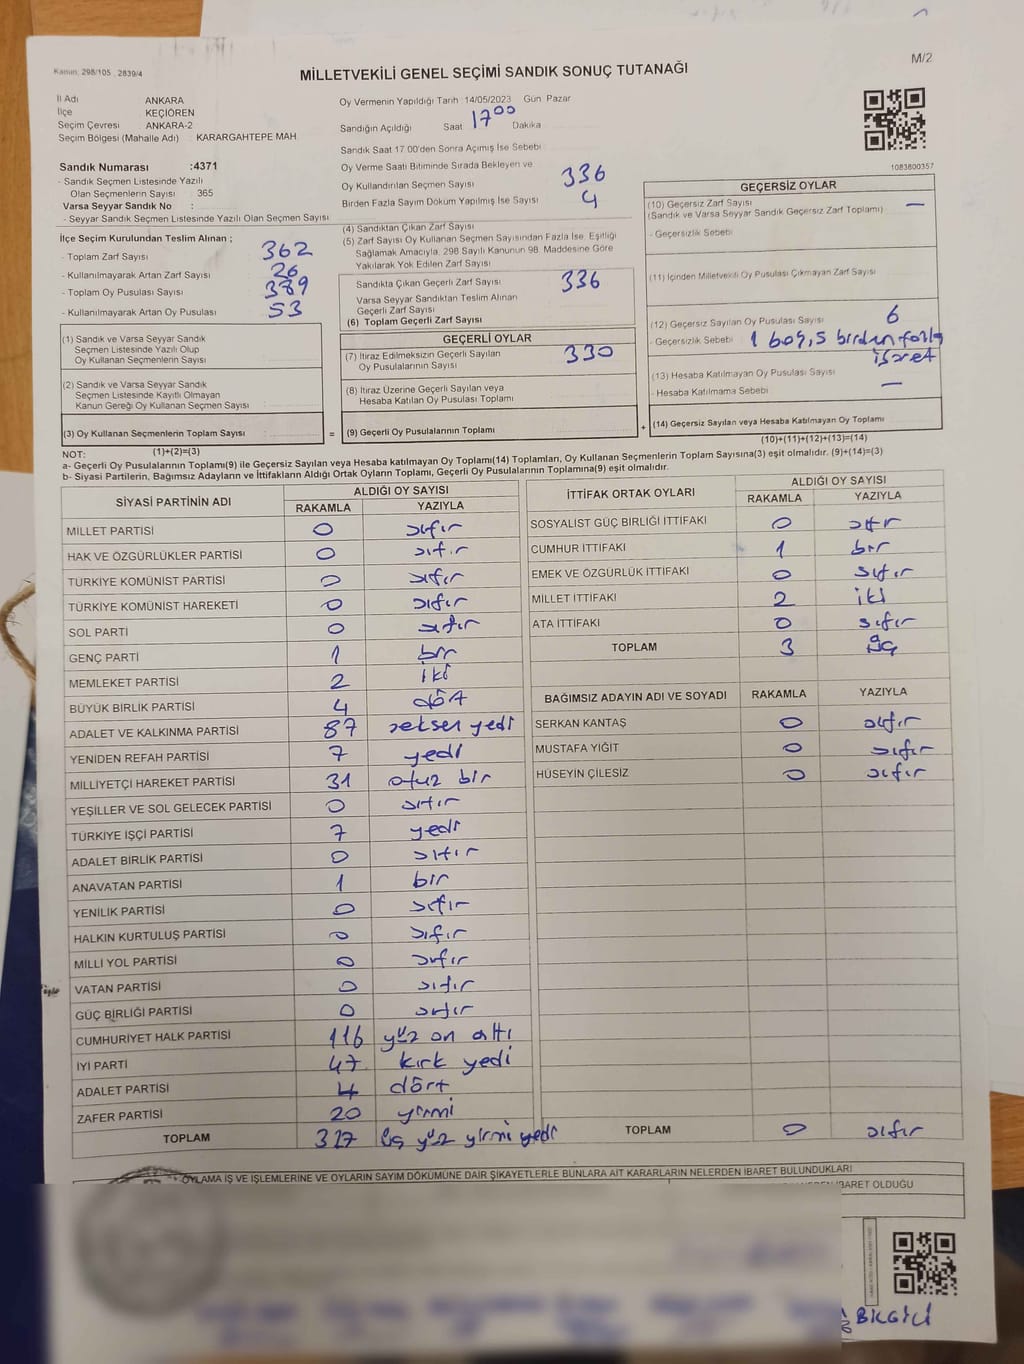 Kanun: 298/105 , 2839/4
M/2
MİLLETVEKİLİ GENEL SEÇİMİ SANDIK SONUÇ TUTANAĞI
İl Adı ANKARA
İlçe KEÇİÖREN
Seçim Çevresi ANKARA-2
Seçim Bölgesi (Mahalle Adı) : KARARGAHTEPE MAH
Sandık Numarası :4371
- Sandık Seçmen Listesinde Yazılı
Olan Seçmenlerin Sayısı : 365
Varsa Seyyar Sandık No :
- Seyyar Sandık Seçmen Listesinde Yazılı Olan Seçmen Sayısı
İlçe Seçim Kurulundan Teslim Alınan ;
- Toplam Zarf Sayısı 362
- Kullanılmayarak Artan Zarf Sayısı 26
- Toplam Oy Pusulası Sayısı 389
- Kullanılmayarak Artan Oy Pusulası 53
(1) Sandık ve Varsa Seyyar Sandık
Seçmen Listesinde Yazılı Olup
Oy Kullanan Seçmenlerin Sayısı
(2) Sandık ve Varsa Seyyar Sandık
Seçmen Listesinde Kayıtlı Olmayan
Kanun Gereği Oy Kullanan Seçmen Sayısı
(3) Oy Kullanan Seçmenlerin Toplam Sayısı
(1)+(2)=(3)
Oy Vermenin Yapıldığı Tarih 14/05/2023 Gün Pazar
Sandığın Açıldığı Saat 17 00 Dakika
Sandık Saat 17.00'den Sonra Açımış İse Sebebi
Oy Verme Saati Bitiminde Sırada Bekleyen ve
Oy Kullandırılan Seçmen Sayısı 336
Birden Fazla Sayım Döküm Yapılmış İse Sayısı 4
(4) Sandıktan Çıkan Zarf Sayısı
(5) Zarf Sayısı Oy Kullanan Seçmen Sayısından Fazla İse, Eşitliği
Sağlamak Amacıyla, 298 Sayılı Kanunun 98. Maddesine Göre
Yakılarak Yok Edilen Zarf Sayısı
Sandıkta Çıkan Geçerli Zarf Sayısı 336
Varsa Seyyar Sandıktan Teslim Alınan
Geçerli Zarf Sayısı
(6) Toplam Geçerli Zarf Sayısı
GEÇERLİ OYLAR
(7) İtiraz Edilmeksizin Geçerli Sayılan
Oy Pusulalarının Sayısı 330
(8) İtiraz Üzerine Geçerli Sayılan veya
Hesaba Katılan Oy Pusulası Toplamı
= (9) Geçerli Oy Pusulalarının Toplamı +
1083800357
GEÇERSİZ OYLAR
(10) Geçersiz Zarf Sayısı —
(Sandık ve Varsa Seyyar Sandık Geçersiz Zarf Toplamı)
- Geçersizlik Sebebi
(11) İçinden Milletvekili Oy Pusulası Çıkmayan Zarf Sayısı
(12) Geçersiz Sayılan Oy Pusulası Sayısı 6
- Geçersizlik Sebebi 1 boş, 5 birden fazla
işaret
(13) Hesaba Katılmayan Oy Pusulası Sayısı
- Hesaba Katılmama Sebebi —
(14) Geçersiz Sayılan veya Hesaba Katılmayan Oy Toplamı
(10)+(11)+(12)+(13)=(14)
NOT:
a- Geçerli Oy Pusulalarının Toplamı(9) ile Geçersiz Sayılan veya Hesaba katılmayan Oy Toplamı(14) Toplamları, Oy Kullanan Seçmenlerin Toplam Sayısına(3) eşit olmalıdır. (9)+(14)=(3)
b- Siyasi Partilerin, Bağımsız Adayların ve İttifakların Aldığı Ortak Oyların Toplamı, Geçerli Oy Pusulalarının Toplamına(9) eşit olmalıdır.
SİYASİ PARTİNİN ADI ALDIĞI OY SAYISI
RAKAMLA YAZIYLA
MİLLET PARTİSİ 0 sıfır
HAK VE ÖZGÜRLÜKLER PARTİSİ 0 sıfır
TÜRKİYE KOMÜNİST PARTİSİ 0 sıfır
TÜRKİYE KOMÜNİST HAREKETİ 0 sıfır
SOL PARTİ 0 sıfır
GENÇ PARTİ 1 bir
MEMLEKET PARTİSİ 2 iki
BÜYÜK BİRLİK PARTİSİ 4 dört
ADALET VE KALKINMA PARTİSİ 87 seksen yedi
YENİDEN REFAH PARTİSİ 7 yedi
MİLLİYETÇİ HAREKET PARTİSİ 31 otuz bir
YEŞİLLER VE SOL GELECEK PARTİSİ 0 sıfır
TÜRKİYE İŞÇİ PARTİSİ 7 yedi
ADALET BİRLİK PARTİSİ 0 sıfır
ANAVATAN PARTİSİ 1 bir
YENİLİK PARTİSİ 0 sıfır
HALKIN KURTULUŞ PARTİSİ 0 sıfır
MİLLİ YOL PARTİSİ 0 sıfır
VATAN PARTİSİ 0 sıfır
GÜÇ BİRLİĞİ PARTİSİ 0 sıfır
CUMHURİYET HALK PARTİSİ 116 yüz on altı
İYİ PARTİ 47 kırk yedi
ADALET PARTİSİ 4 dört
ZAFER PARTİSİ 20 yirmi
TOPLAM 327 üç yüz yirmi yedi
İTTİFAK ORTAK OYLARI ALDIĞI OY SAYISI
RAKAMLA YAZIYLA
SOSYALİST GÜÇ BİRLİĞİ İTTİFAKI 0 sıfır
CUMHUR İTTİFAKI 1 bir
EMEK VE ÖZGÜRLÜK İTTİFAKI 0 sıfır
MİLLET İTTİFAKI 2 iki
ATA İTTİFAKI 0 sıfır
TOPLAM 3 üç
BAĞIMSIZ ADAYIN ADI VE SOYADI RAKAMLA YAZIYLA
SERKAN KANTAŞ 0 sıfır
MUSTAFA YİĞİT 0 sıfır
HÜSEYİN ÇİLESİZ 0 sıfır
TOPLAM 0 sıfır
OYLAMA İŞ VE İŞLEMLERİNE VE OYLARIN SAYIM DÖKÜMÜNE DAİR ŞİKAYETLERLE BUNLARA AİT KARARLARIN NELERDEN İBARET BULUNDUKLARI
İBARET OLDUĞU
BİLGİLİ